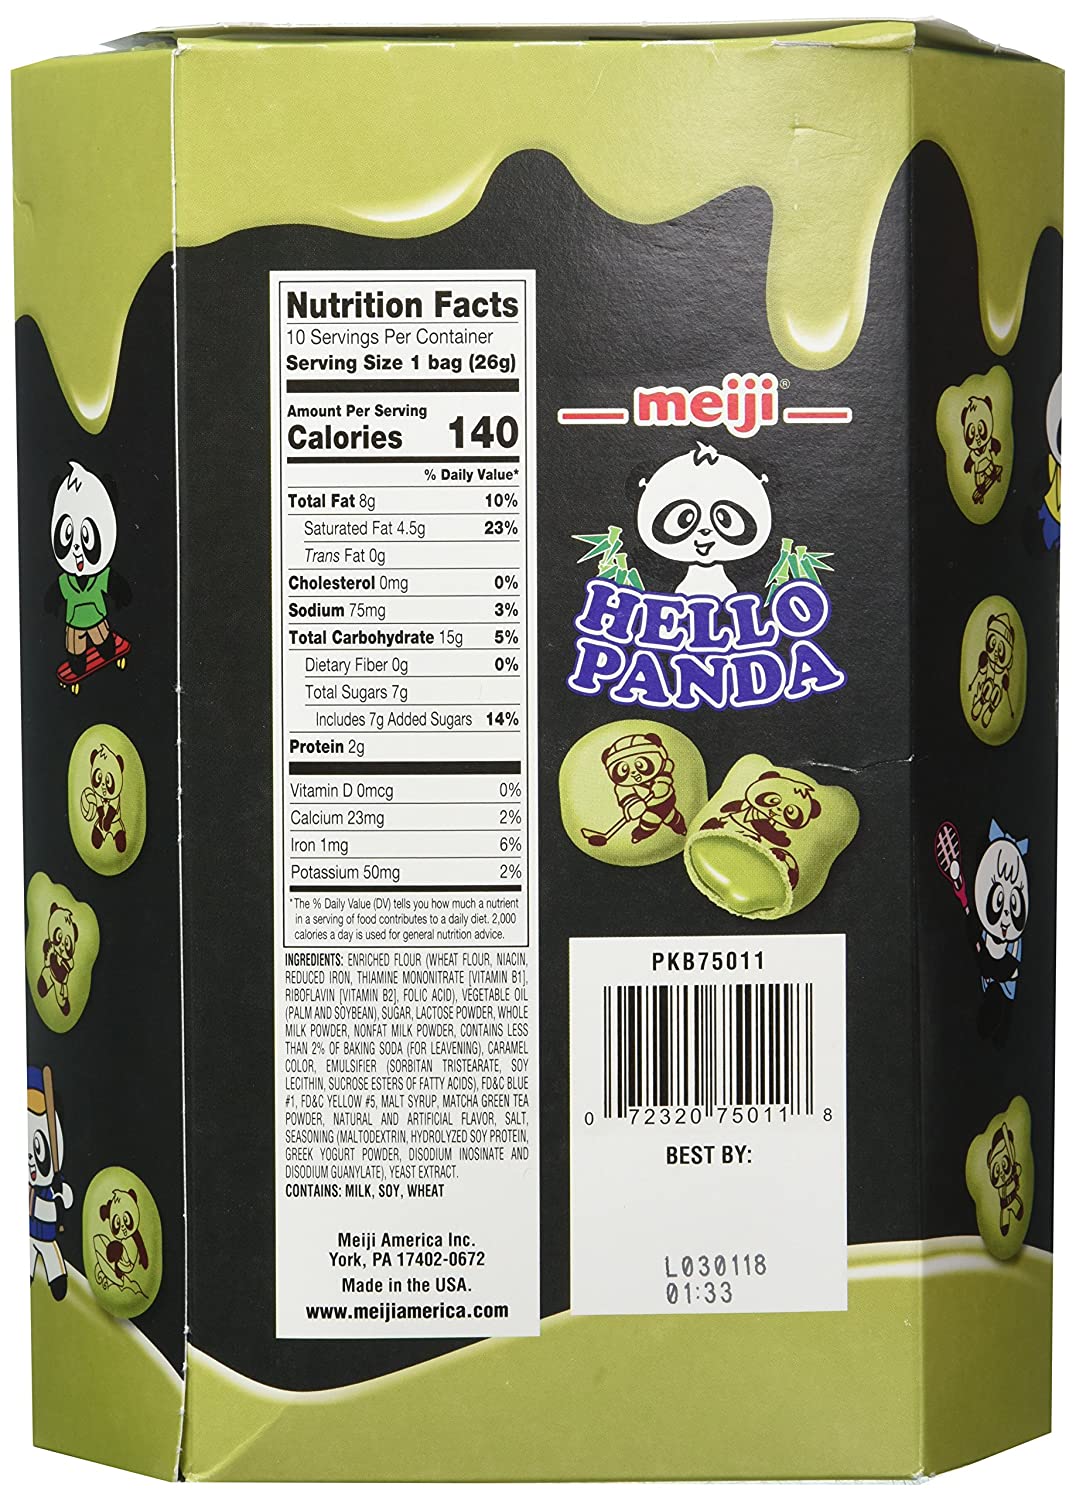 Nutrition Facts
10 Servings Per Container
Serving Size 1 bag (26g)
Amount Per Serving
Calories 140
% Daily Value*
Total Fat 8g 10%
Saturated Fat 4.5g 23%
Trans Fat 0g
Cholesterol 0mg 0%
Sodium 75mg 3%
Total Carbohydrate 15g 5%
Dietary Fiber 0g 0%
Total Sugars 7g
Includes 7g Added Sugars 14%
Protein 2g
Vitamin D 0mcg 0%
Calcium 23mg 2%
Iron 1mg 6%
Potassium 50mg 2%
*The % Daily Value (DV) tells you how much a nutrient
in a serving of food contributes to a daily diet. 2,000
calories a day is used for general nutrition advice.
INGREDIENTS: ENRICHED FLOUR (WHEAT FLOUR, NIACIN,
REDUCED IRON, THIAMINE MONONITRATE [VITAMIN B1],
RIBOFLAVIN [VITAMIN B2], FOLIC ACID), VEGETABLE OIL
(PALM AND SOYBEAN), SUGAR, LACTOSE POWDER, WHOLE
MILK POWDER, NONFAT MILK POWDER, CONTAINS LESS
THAN 2% OF BAKING SODA (FOR LEAVENING), CARAMEL
COLOR, EMULSIFIER (SORBITAN TRISTEARATE, SOY
LECITHIN, SUCROSE ESTERS OF FATTY ACIDS), FD&C BLUE
#1, FD&C YELLOW #5, MALT SYRUP, MATCHA GREEN TEA
POWDER, NATURAL AND ARTIFICIAL FLAVOR, SALT,
SEASONING (MALTODEXTRIN, HYDROLYZED SOY PROTEIN,
GREEK YOGURT POWDER, DISODIUM INOSINATE AND
DISODIUM GUANYLATE), YEAST EXTRACT.
CONTAINS: MILK, SOY, WHEAT
Meiji America Inc.
York, PA 17402-0672
Made in the USA.
www.meijiamerica.com
meiji®
HELLO
PANDA
PKB75011
0 72320 75011 8
BEST BY:
L030118
01:33